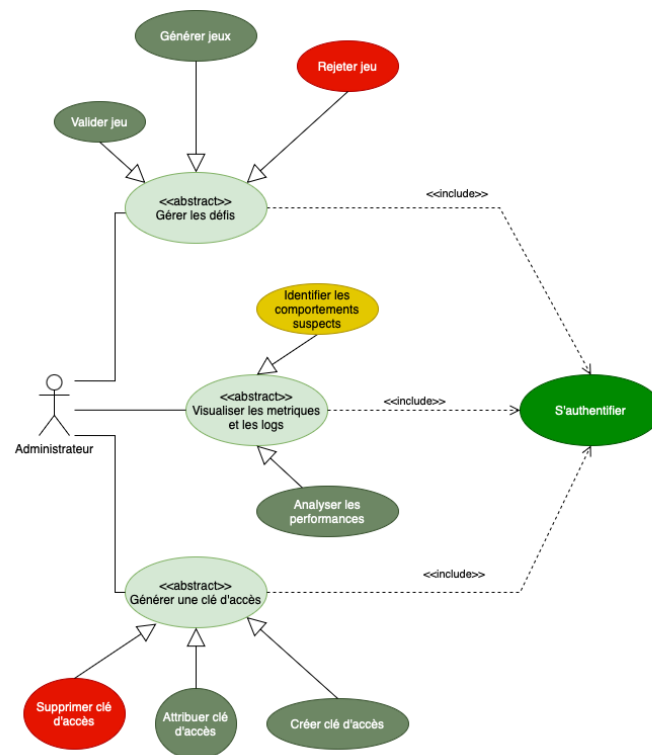 Générer jeux
Rejeter jeu
Valider jeu
<<abstract>>
Gérer les défis
<<include>>
Identifier les
comportements
suspects
<<abstract>>
Visualiser les metriques
et les logs
<<include>>
S'authentifier
Administrateur
Analyser les
performances
<<abstract>>
Générer une clé d'accès
<<include>>
Supprimer clé
d'accès
Attribuer clé
d'accès
Créer clé d'accès